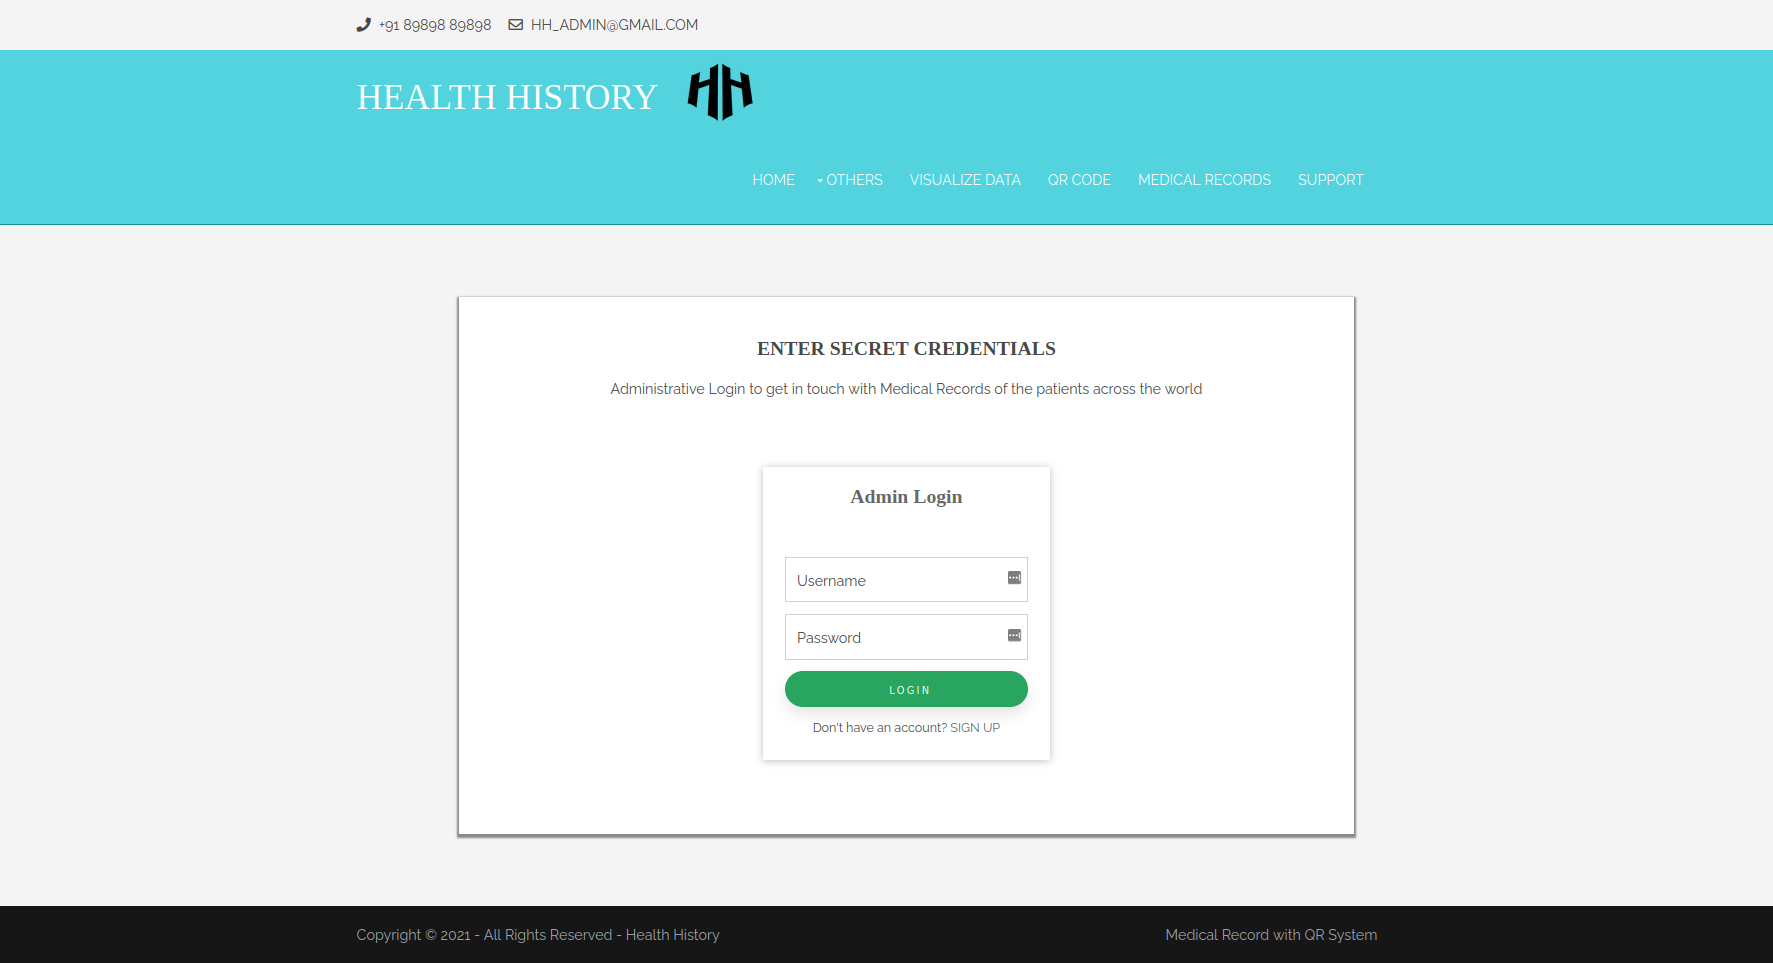 +91 89898 89898 HH_ADMIN@GMAIL.COM
HEALTH HISTORY HH
HOME OTHERS VISUALIZE DATA QR CODE MEDICAL RECORDS SUPPORT
ENTER SECRET CREDENTIALS
Administrative Login to get in touch with Medical Records of the patients across the world
Admin Login
Username
Password
LOGIN
Don't have an account? SIGN UP
Copyright © 2021 - All Rights Reserved - Health History Medical Record with QR System